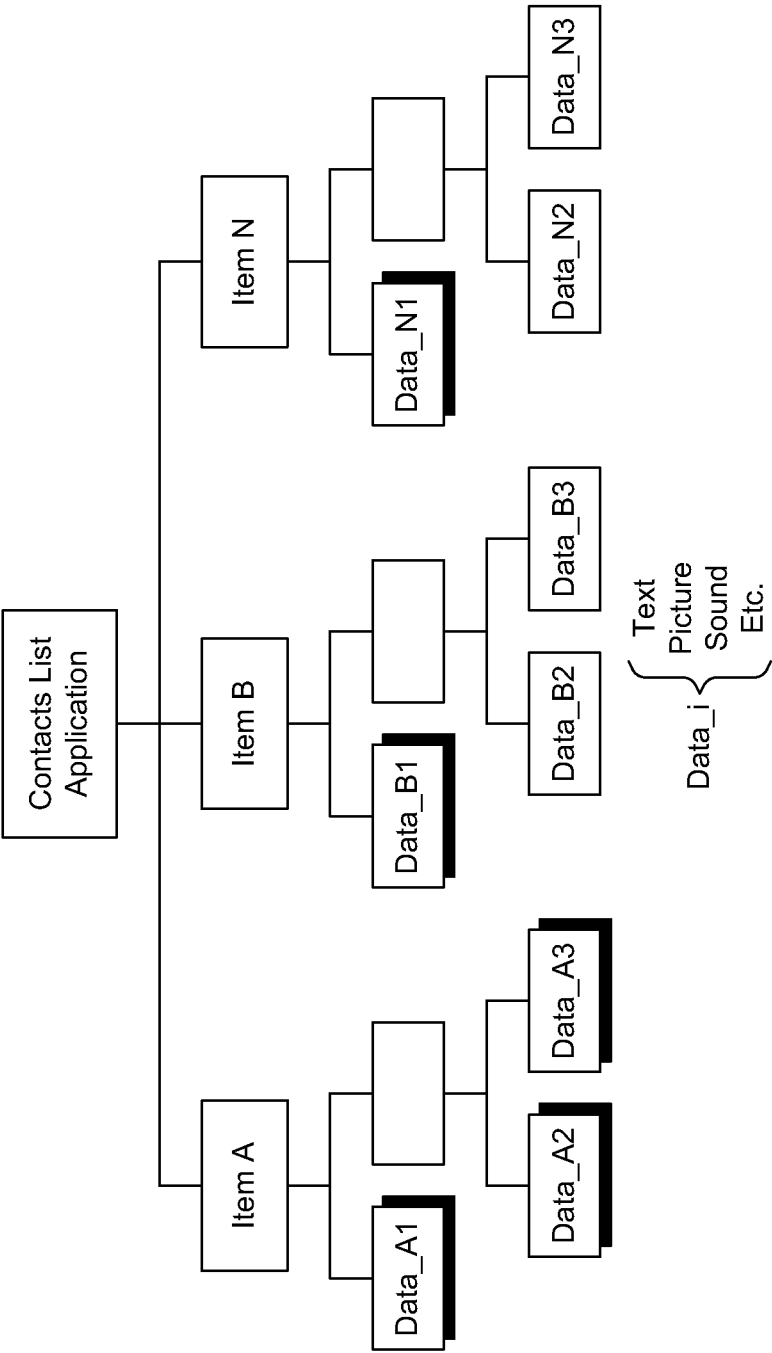 Contacts List
Application
Item A
Item B
Item N
Data_A1
Data_B1
Data_N1
Data_A2
Data_A3
Data_B2
Data_B3
Data_N2
Data_N3
Data_i
Text
Picture
Sound
Etc.